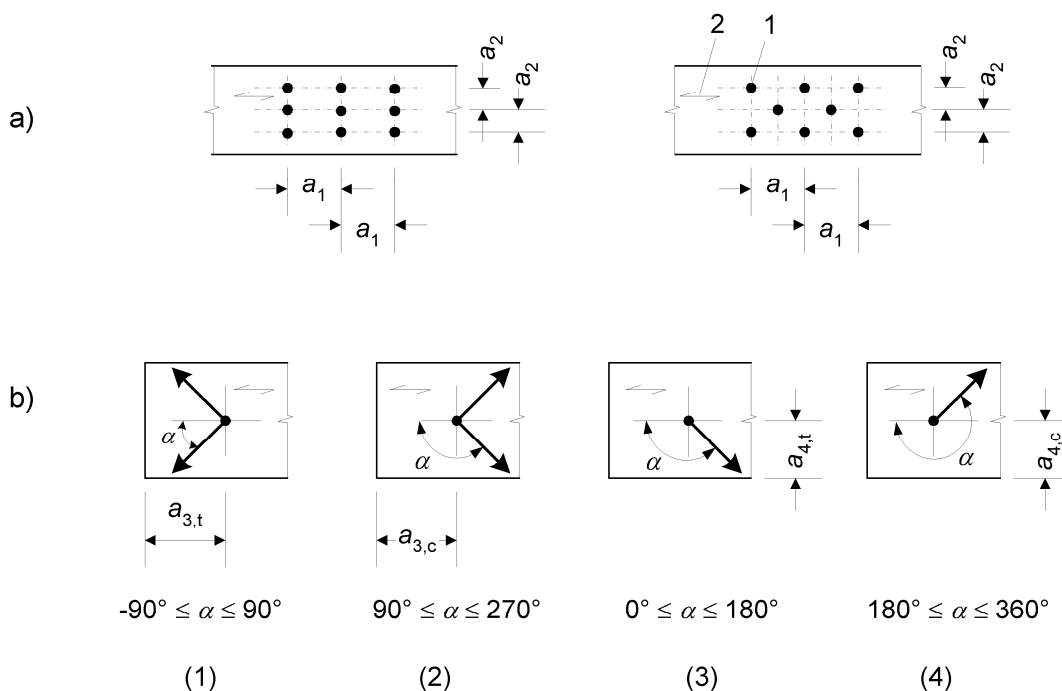 2 1
a2
a2
a2
a2
a)
a1
a1
a1
a1
b)
α
α
α
α
a4,t
a4,c
a3,t
a3,c
-90° ≤ α ≤ 90°
90° ≤ α ≤ 270°
0° ≤ α ≤ 180°
180° ≤ α ≤ 360°
(1)
(2)
(3)
(4)